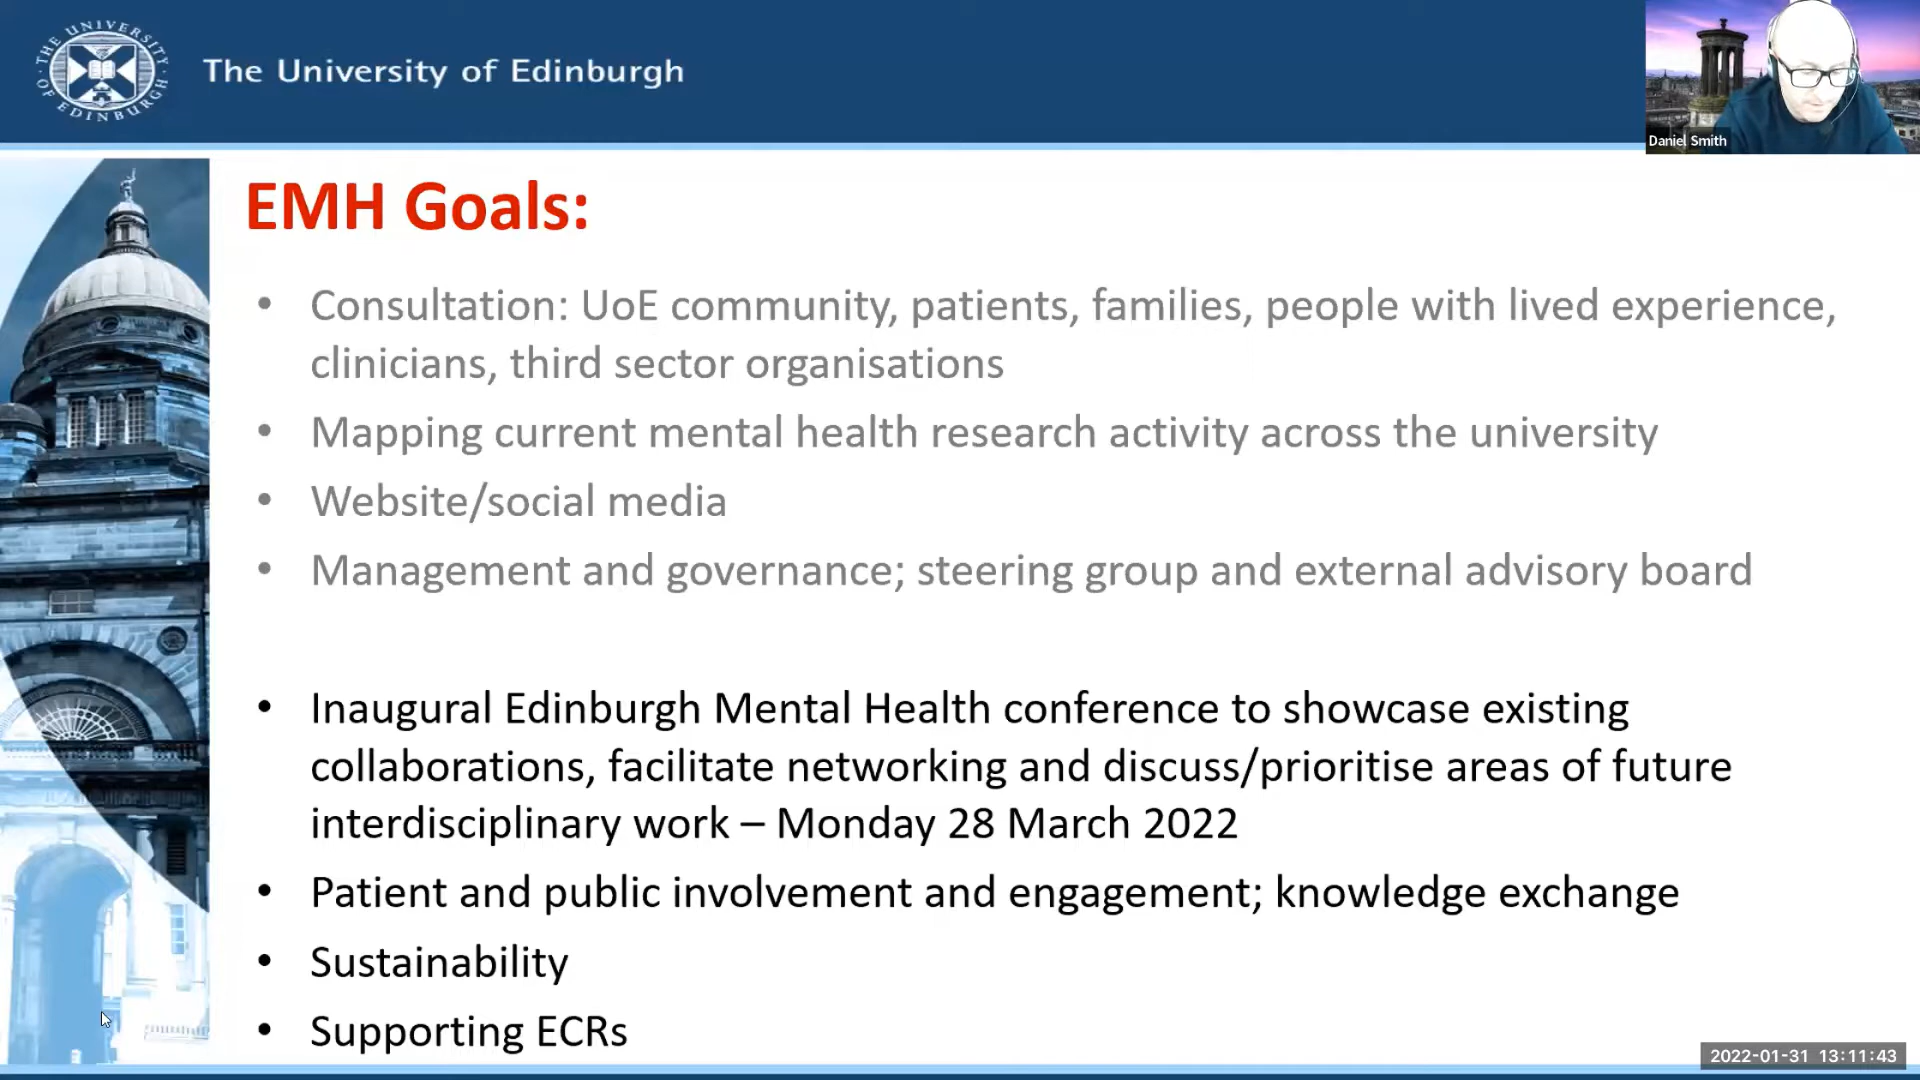 THE UNIVERSITY OF EDINBURGH
The University of Edinburgh
Daniel Smith
EMH Goals:
• Consultation: UoE community, patients, families, people with lived experience,
clinicians, third sector organisations
• Mapping current mental health research activity across the university
• Website/social media
• Management and governance; steering group and external advisory board
• Inaugural Edinburgh Mental Health conference to showcase existing
collaborations, facilitate networking and discuss/prioritise areas of future
interdisciplinary work – Monday 28 March 2022
• Patient and public involvement and engagement; knowledge exchange
• Sustainability
• Supporting ECRs
2022-01-31 13:11:43